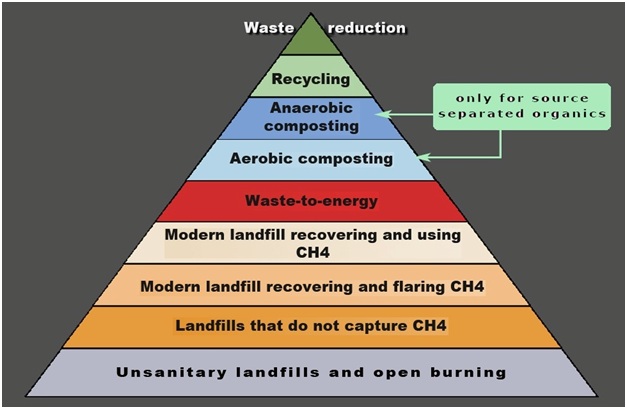 Waste reduction
Recycling
Anaerobic
composting
only for source
separated organics
Aerobic composting
Waste-to-energy
Modern landfill recovering and using
CH4
Modern landfill recovering and flaring CH4
Landfills that do not capture CH4
Unsanitary landfills and open burning